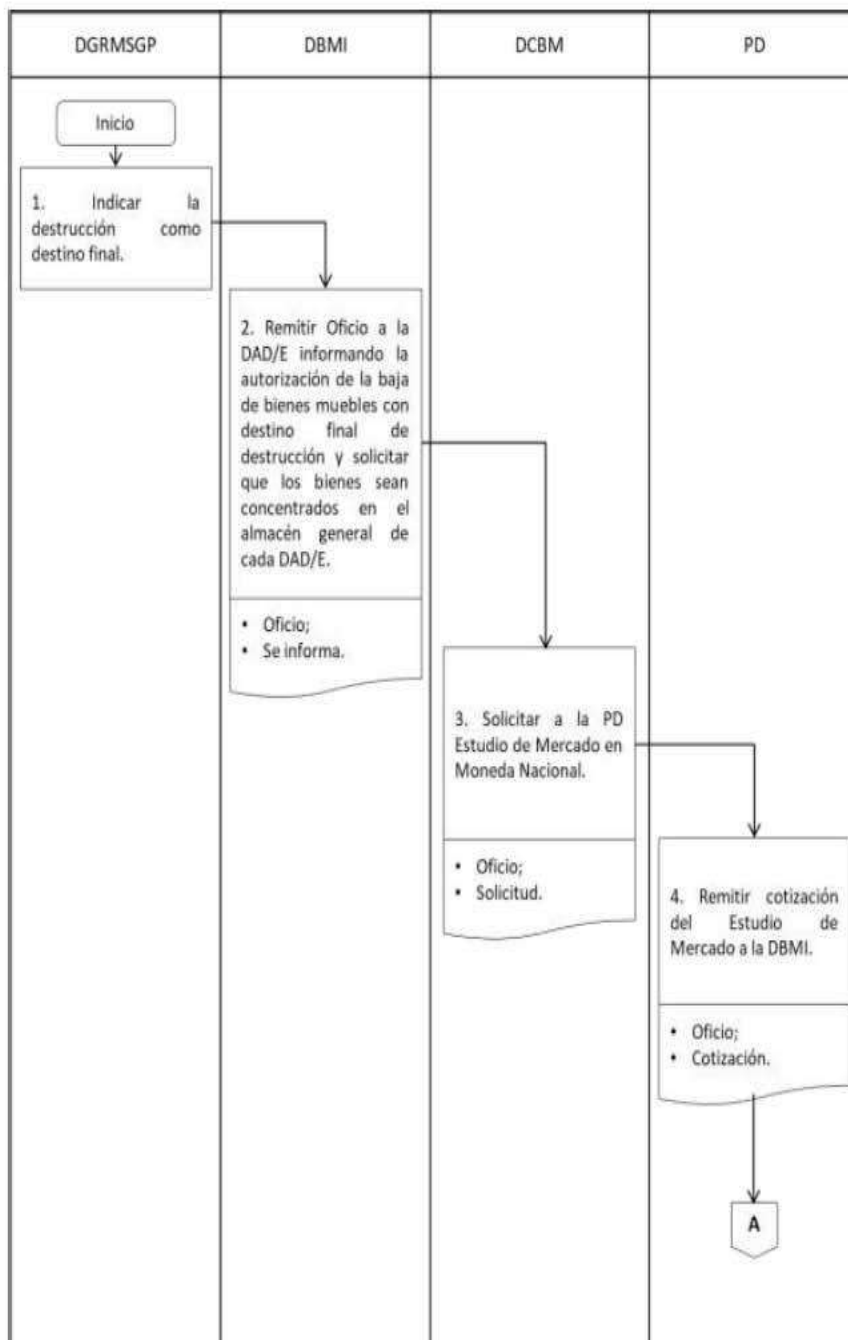 DGRMSGP
DBMI
DCBM
PD
Inicio
1. Indicar la
destrucción como
destino final.
2. Remitir Oficio a la
DAD/E informando la
autorización de la baja
de bienes muebles con
destino final de
destrucción y solicitar
que los bienes sean
concentrados en el
almacén general de
cada DAD/E.
• Oficio;
• Se informa.
3. Solicitar a la PD
Estudio de Mercado en
Moneda Nacional.
• Oficio;
• Solicitud.
4. Remitir cotización
del Estudio de
Mercado a la DBMI.
• Oficio;
• Cotización.
A